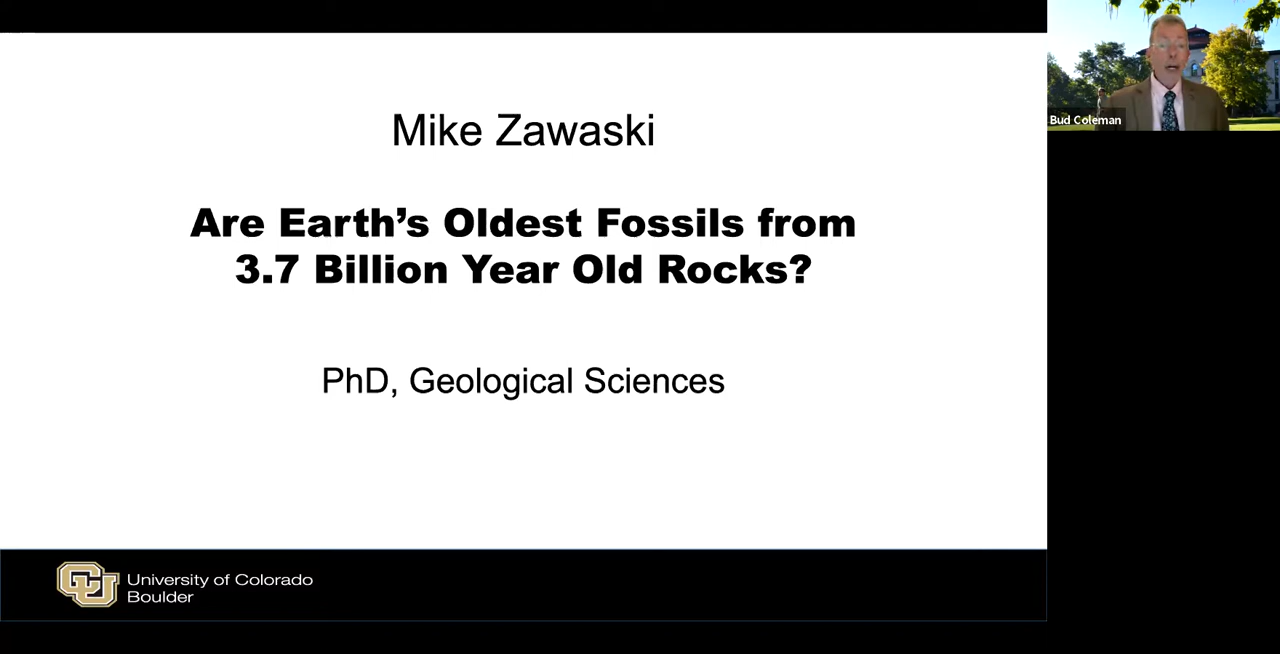 Mike Zawaski
Are Earth’s Oldest Fossils from
3.7 Billion Year Old Rocks?
PhD, Geological Sciences
CU University of Colorado
Boulder
Bud Coleman